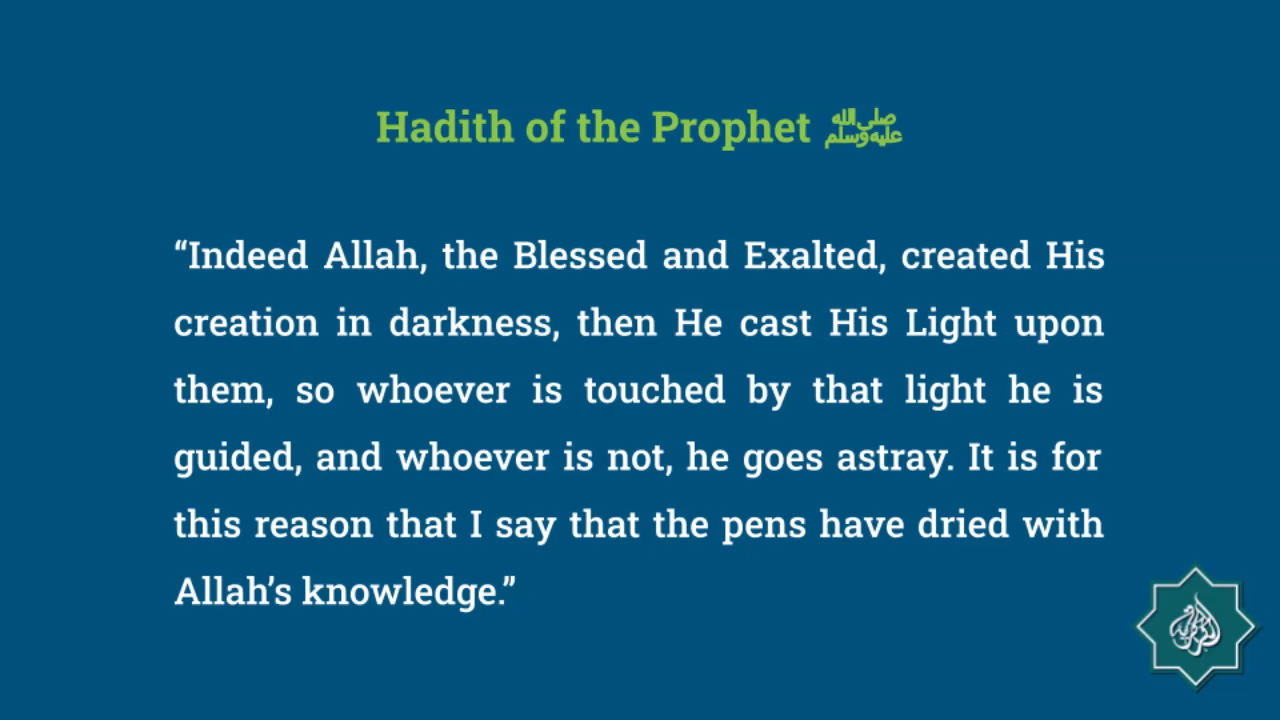 Hadith of the Prophet ﷺ
“Indeed Allah, the Blessed and Exalted, created His
creation in darkness, then He cast His Light upon
them, so whoever is touched by that light he is
guided, and whoever is not, he goes astray. It is for
this reason that I say that the pens have dried with
Allah’s knowledge.”